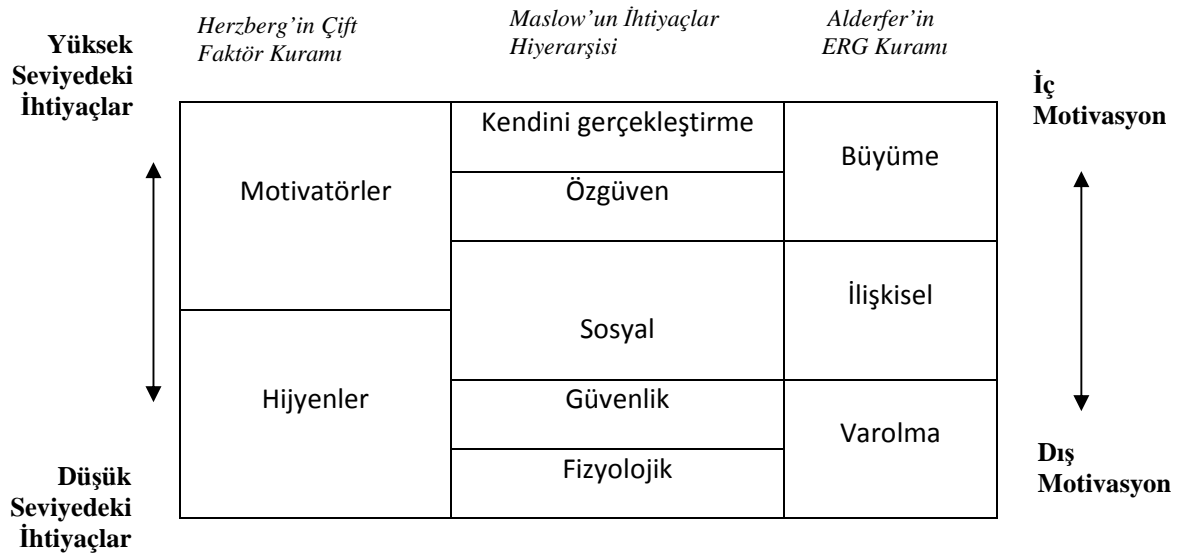 Herzberg’in Çift
Faktör Kuramı
Maslow’un İhtiyaçlar
Hiyerarşisi
Alderfer’in
ERG Kuramı
Yüksek
Seviyedeki
İhtiyaçlar
İç
Motivasyon
Kendini gerçekleştirme
Büyüme
Motivatörler
Özgüven
İlişkisel
Sosyal
Hijyenler
Güvenlik
Varolma
Fizyolojik
Düşük
Seviyedeki
İhtiyaçlar
Dış
Motivasyon